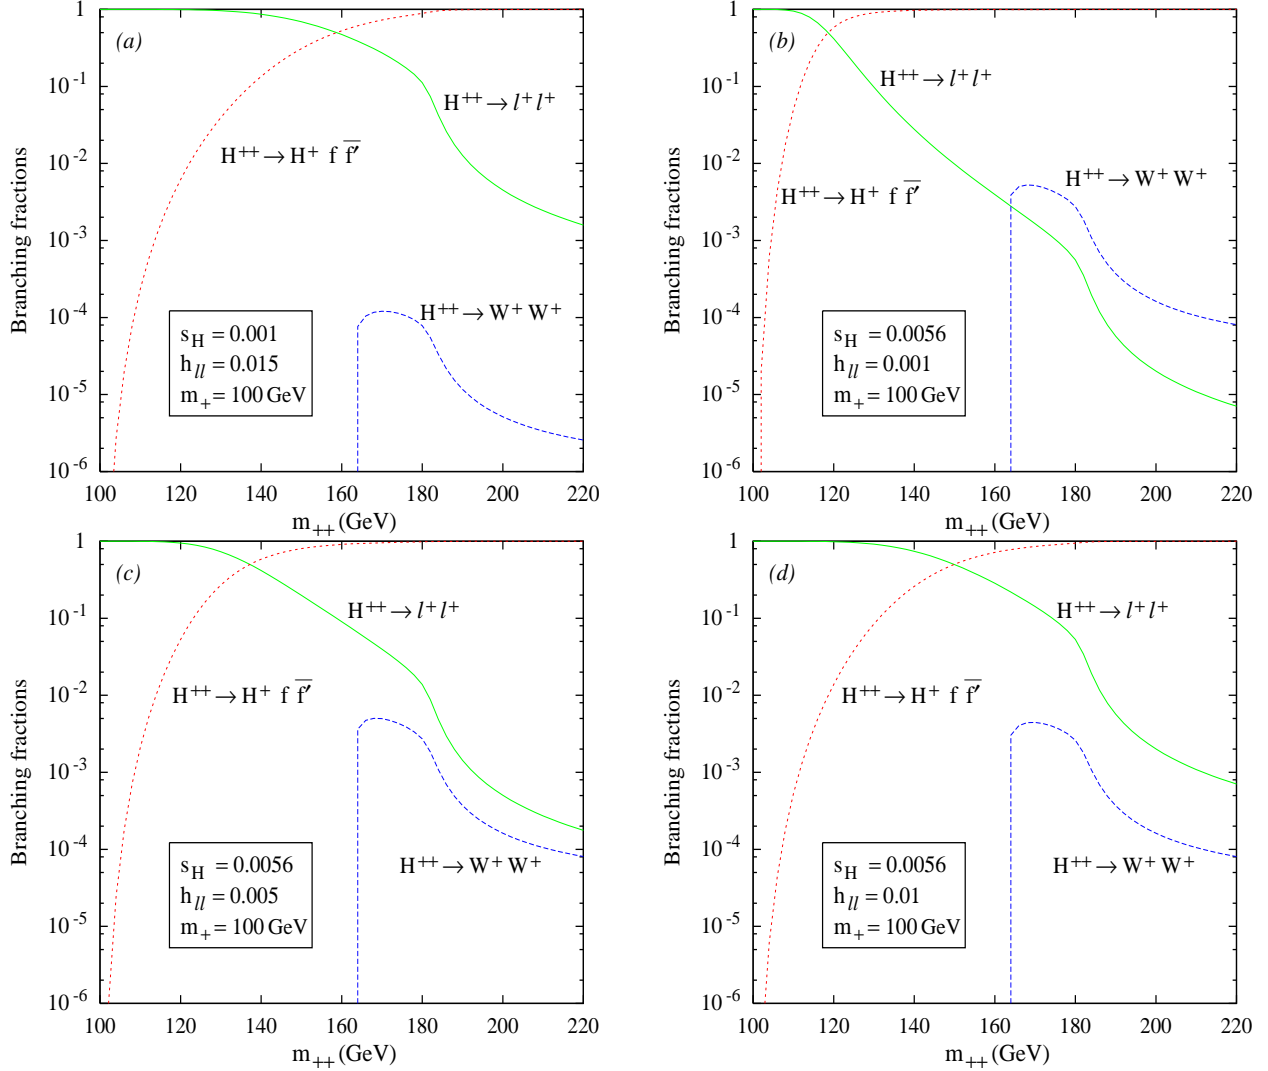 (a)
1
10⁻¹
10⁻²
10⁻³
10⁻⁴
10⁻⁵
10⁻⁶
Branching fractions
H⁺⁺→l⁺l⁺
H⁺⁺→H⁺ f f̅′
H⁺⁺→W⁺W⁺
s_H = 0.001
h_ll = 0.015
m_+ = 100 GeV
100 120 140 160 180 200 220
m_++ (GeV)
(b)
1
10⁻¹
10⁻²
10⁻³
10⁻⁴
10⁻⁵
10⁻⁶
Branching fractions
H⁺⁺→l⁺l⁺
H⁺⁺→W⁺W⁺
H⁺⁺→H⁺ f f̅′
s_H = 0.0056
h_ll = 0.001
m_+ = 100 GeV
100 120 140 160 180 200 220
m_++ (GeV)
(c)
1
10⁻¹
10⁻²
10⁻³
10⁻⁴
10⁻⁵
10⁻⁶
Branching fractions
H⁺⁺→l⁺l⁺
H⁺⁺→H⁺ f f̅′
s_H = 0.0056
h_ll = 0.005
m_+ = 100 GeV
H⁺⁺→W⁺W⁺
100 120 140 160 180 200 220
m_++ (GeV)
(d)
1
10⁻¹
10⁻²
10⁻³
10⁻⁴
10⁻⁵
10⁻⁶
Branching fractions
H⁺⁺→l⁺l⁺
H⁺⁺→H⁺ f f̅′
s_H = 0.0056
h_ll = 0.01
m_+ = 100 GeV
H⁺⁺→W⁺W⁺
100 120 140 160 180 200 220
m_++ (GeV)